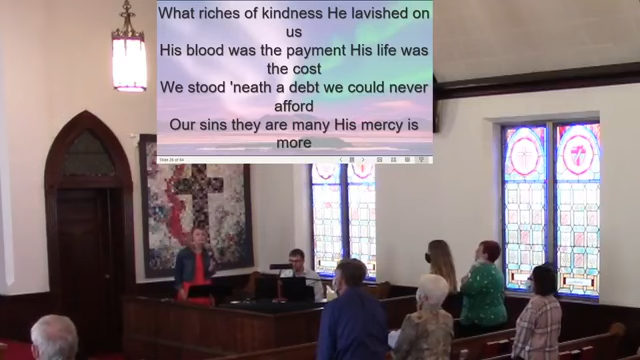 What riches of kindness He lavished on
us
His blood was the payment His life was
the cost
We stood 'neath a debt we could never
afford
Our sins they are many His mercy is
more